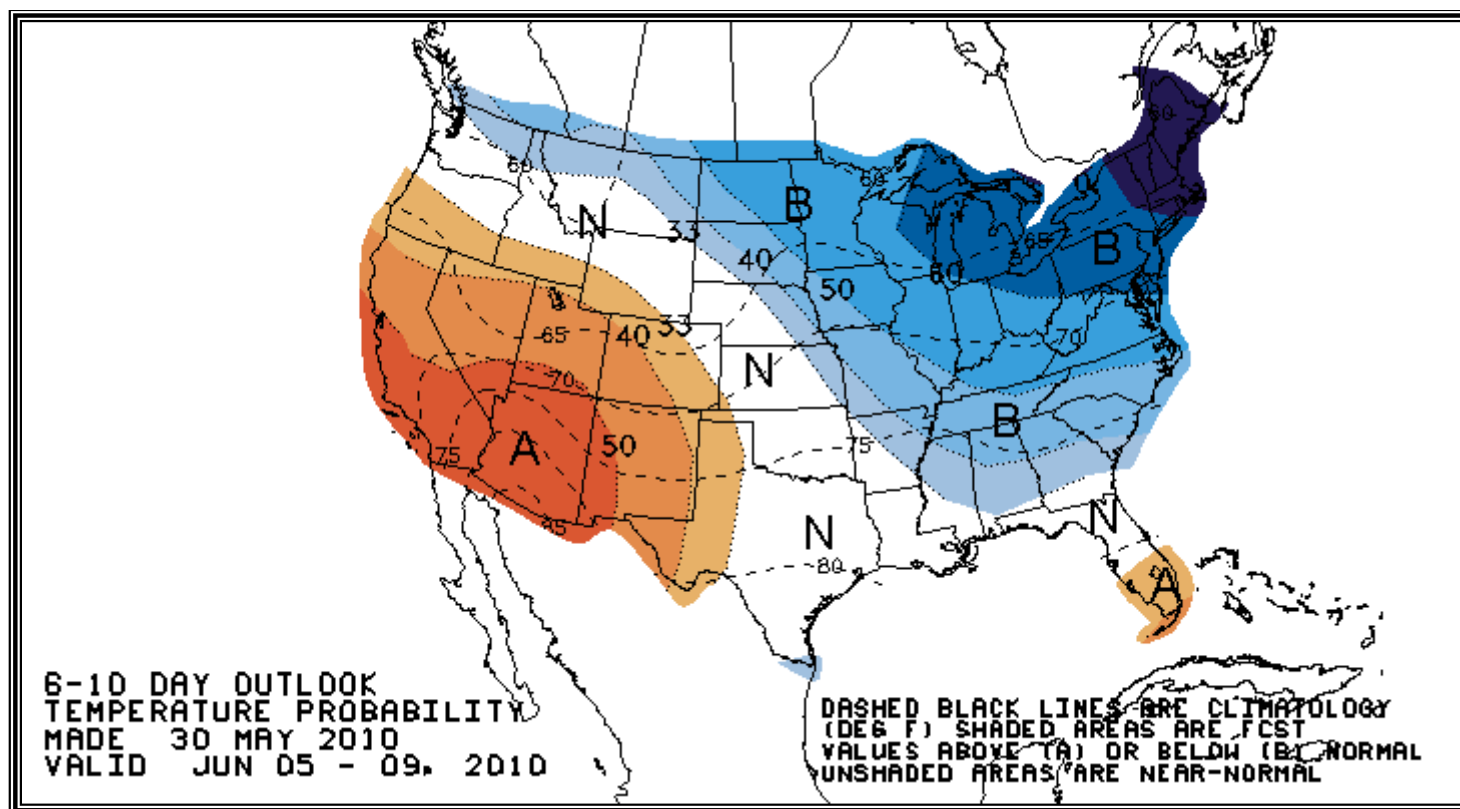 60
60
60
B
N
33
65
B
40
60
50
33
65
40
70
N
70
B
A
50
75
75
85
N
N
80
A
6-10 DAY OUTLOOK
TEMPERATURE PROBABILITY
MADE 30 MAY 2010
VALID JUN 05 - 09, 2010
DASHED BLACK LINES ARE CLIMATOLOGY
(DEG F) SHADED AREAS ARE FCST
VALUES ABOVE (A) OR BELOW (B) NORMAL
UNSHADED AREAS ARE NEAR-NORMAL